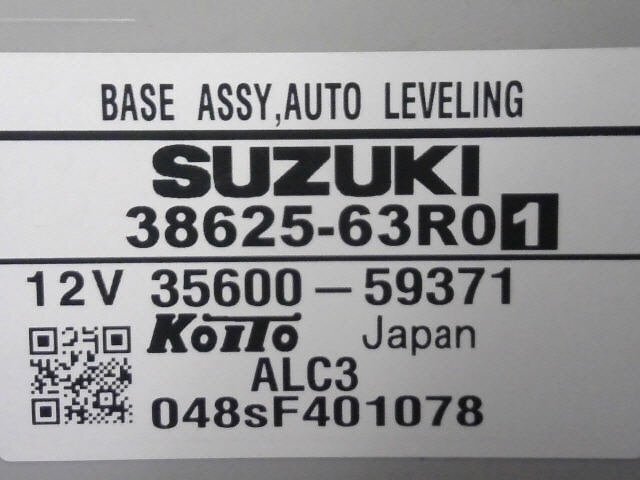 BASE ASSY,AUTO LEVELING
SUZUKI
38625-63R01
12V 35600-59371
KOITO Japan
ALC3
048sF401078